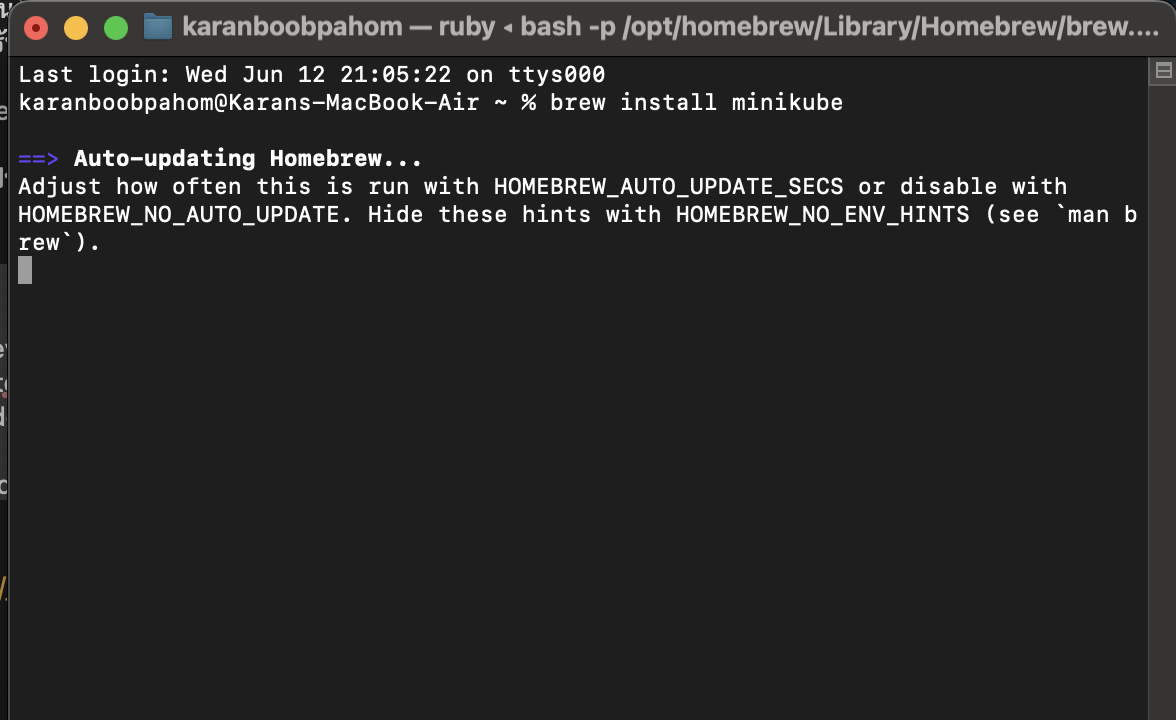 karanboobpahom — ruby ◂ bash -p /opt/homebrew/Library/Homebrew/brew....
Last login: Wed Jun 12 21:05:22 on ttys000
karanboobpahom@Karans-MacBook-Air ~ % brew install minikube
==> Auto-updating Homebrew...
Adjust how often this is run with HOMEBREW_AUTO_UPDATE_SECS or disable with
HOMEBREW_NO_AUTO_UPDATE. Hide these hints with HOMEBREW_NO_ENV_HINTS (see `man b
rew`).